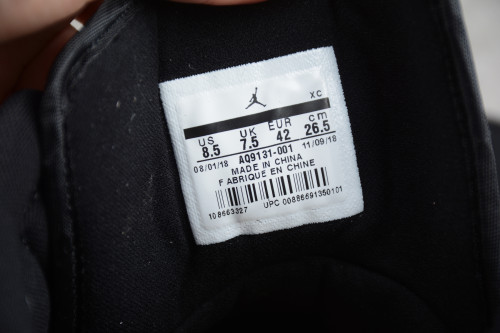 XC
US UK EUR cm
8.5 7.5 42 26.5
08/01/18 AQ9131-001 11/09/18
MADE IN CHINA
FABRIQUE EN CHINE
108663327 UPC 00886691350101